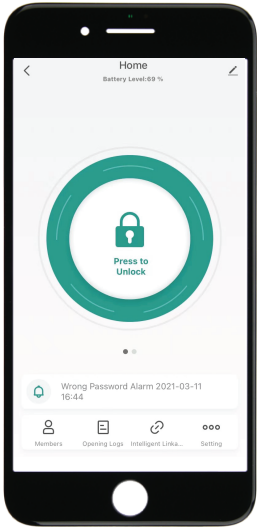 Home
Battery Level:69 %
Press to
Unlock
Wrong Password Alarm 2021-03-11
16:44
Members
Opening Logs
Intelligent Linka...
Setting